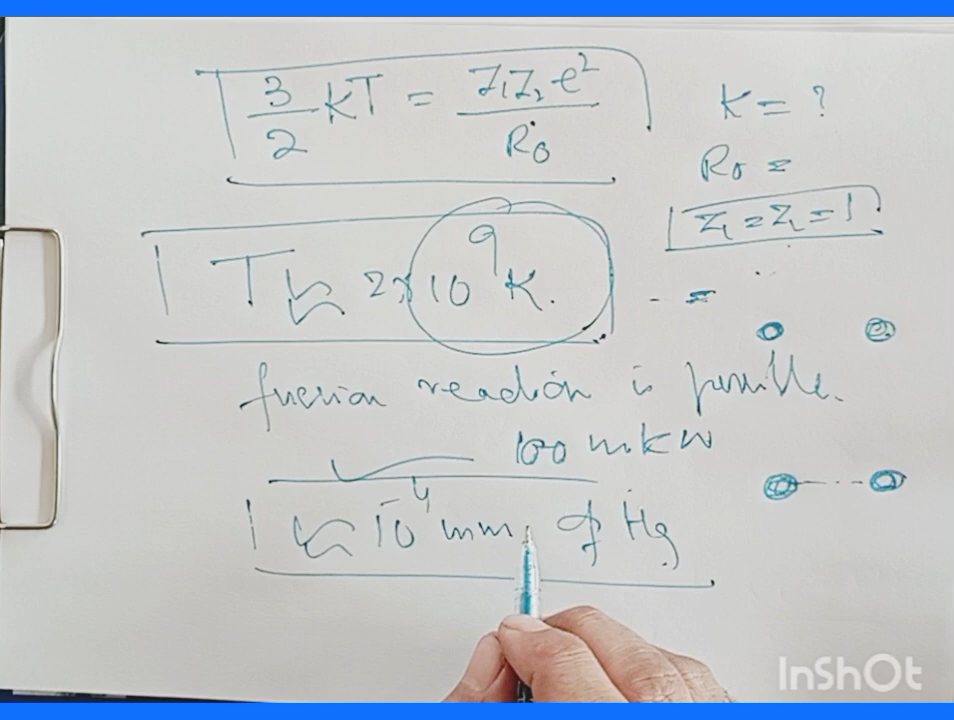 3/2 KT = Z₁Z₂e²/R₀
K = ?
R₀ =
Z₁ = Z₂ = 1
T ≈ 2×10⁹ K.
fusion reaction is possible.
100 m.kW
≈ 10⁻⁴ mm of Hg
InShOt